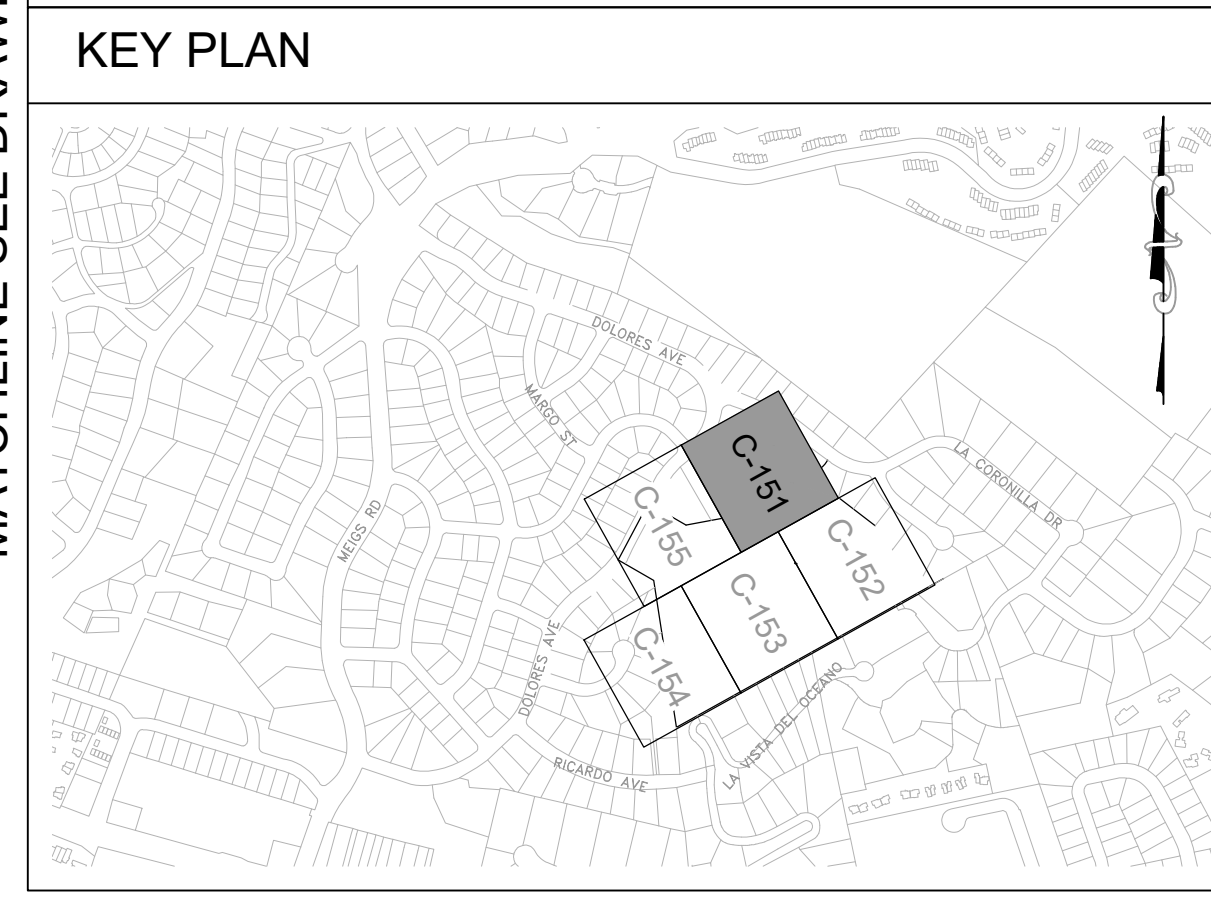 KEY PLAN
DOLORES AVE
MARGO ST
C-151
LA CORONILLA DR
C-155
MEIGS RD
C-152
C-153
DOLORES AVE
C-154
LA VISTA DEL OCEANO
RICARDO AVE